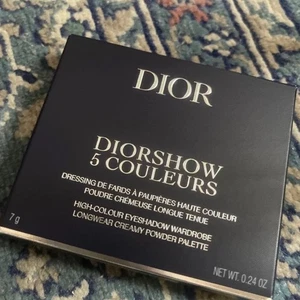 DIOR
DIORSHOW
5 COULEURS
DRESSING DE FARDS À PAUPIÈRES HAUTE COULEUR
POUDRE CRÉMEUSE LONGUE TENUE
HIGH-COLOUR EYESHADOW WARDROBE
LONGWEAR CREAMY POWDER PALETTE
7 g
NET WT. 0.24 OZ